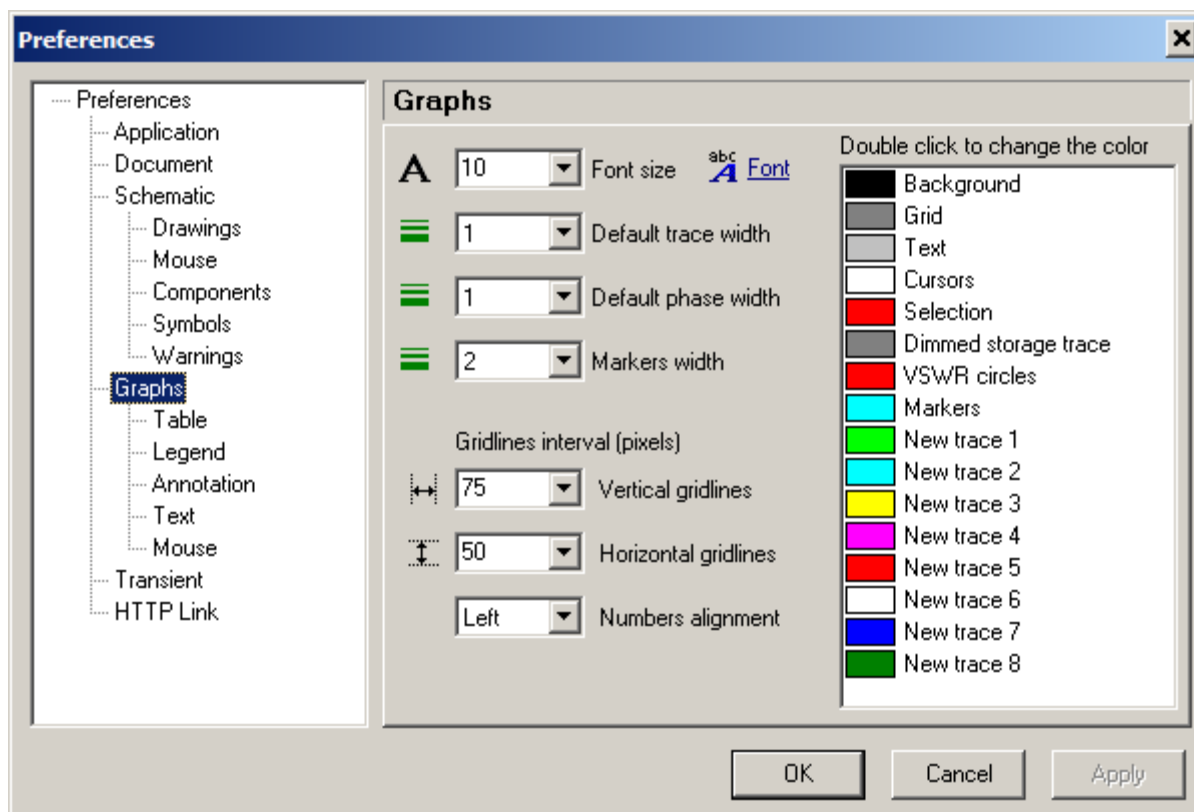 Preferences
Preferences
Application
Document
Schematic
Drawings
Mouse
Components
Symbols
Warnings
Graphs
Table
Legend
Annotation
Text
Mouse
Transient
HTTP Link
Graphs
A 10 Font size abc A Font
1 Default trace width
1 Default phase width
2 Markers width
Gridlines interval (pixels)
75 Vertical gridlines
50 Horizontal gridlines
Left Numbers alignment
Double click to change the color
Background
Grid
Text
Cursors
Selection
Dimmed storage trace
VSWR circles
Markers
New trace 1
New trace 2
New trace 3
New trace 4
New trace 5
New trace 6
New trace 7
New trace 8
OK Cancel Apply